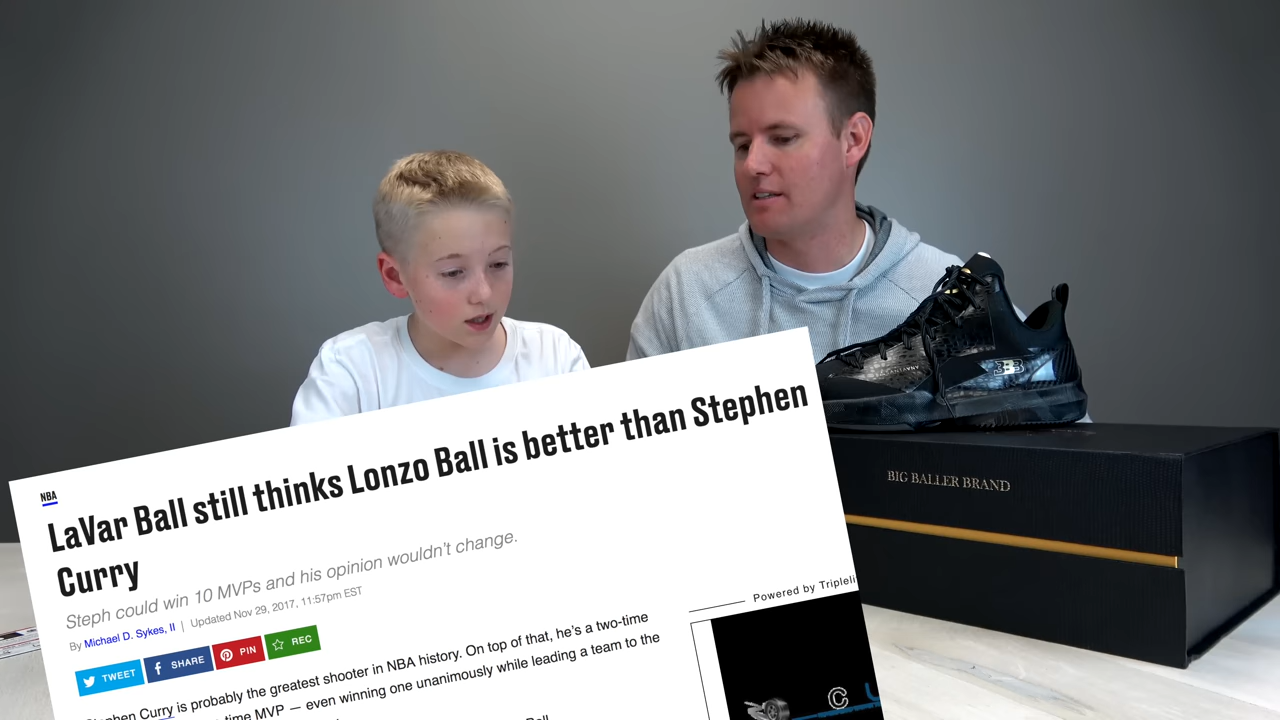 NBA
LaVar Ball still thinks Lonzo Ball is better than Stephen
Curry
Steph could win 10 MVPs and his opinion wouldn't change.
By Michael D. Sykes, II | Updated Nov 29, 2017, 11:57pm EST
TWEET SHARE PIN REC
Stephen Curry is probably the greatest shooter in NBA history. On top of that, he's a two-time
time MVP — even winning one unanimously while leading a team to the
Ball
Powered by
BBB
BIG BALLER BRAND